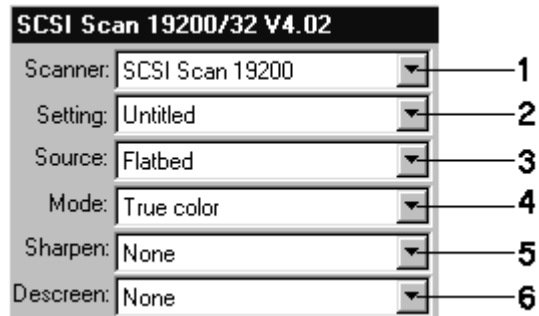 SCSI Scan 19200/32 V4.02
Scanner: SCSI Scan 19200 1
Setting: Untitled 2
Source: Flatbed 3
Mode: True color 4
Sharpen: None 5
Descreen: None 6